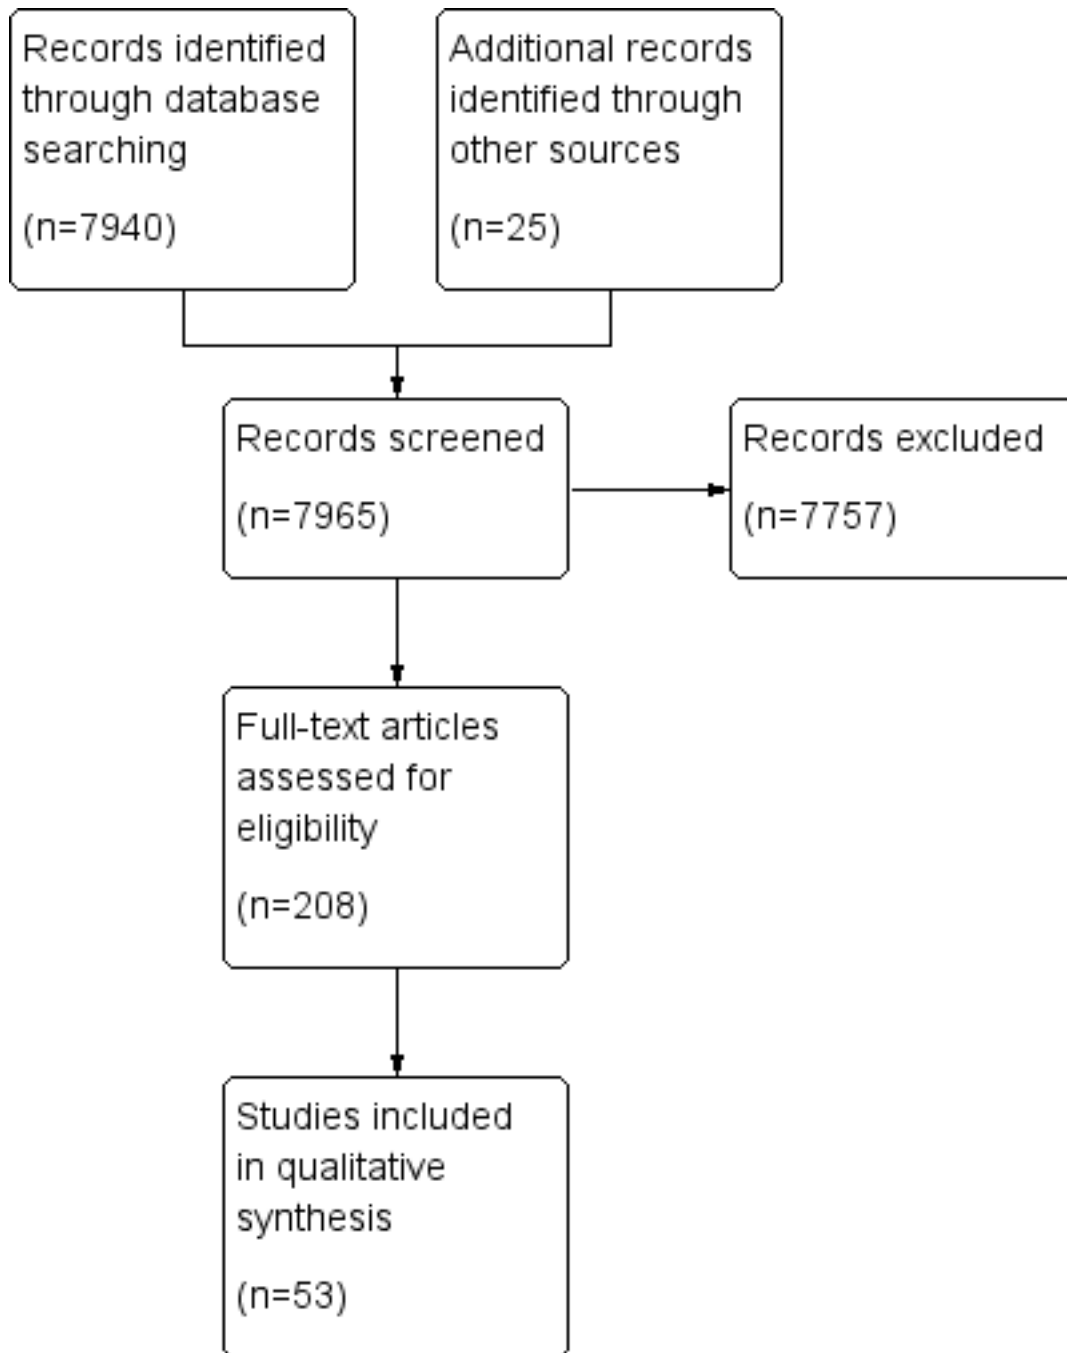 Records identified
through database
searching
(n=7940)
Additional records
identified through
other sources
(n=25)
Records screened
(n=7965)
Records excluded
(n=7757)
Full-text articles
assessed for
eligibility
(n=208)
Studies included
in qualitative
synthesis
(n=53)